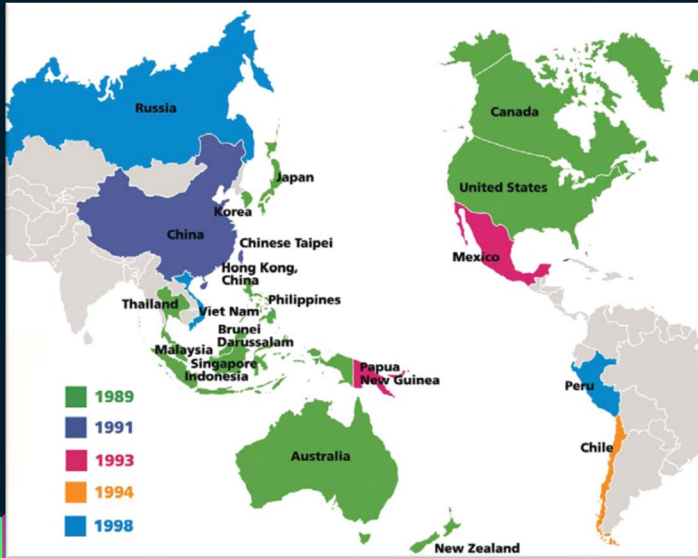 Russia
Canada
Japan
United States
Korea
China
Chinese Taipei
Mexico
Hong Kong,
China
Thailand
Philippines
Viet Nam
Brunei
Darussalam
Malaysia
Singapore
Indonesia
Papua
New Guinea
Peru
1989
1991
Chile
Australia
1993
1994
1998
New Zealand